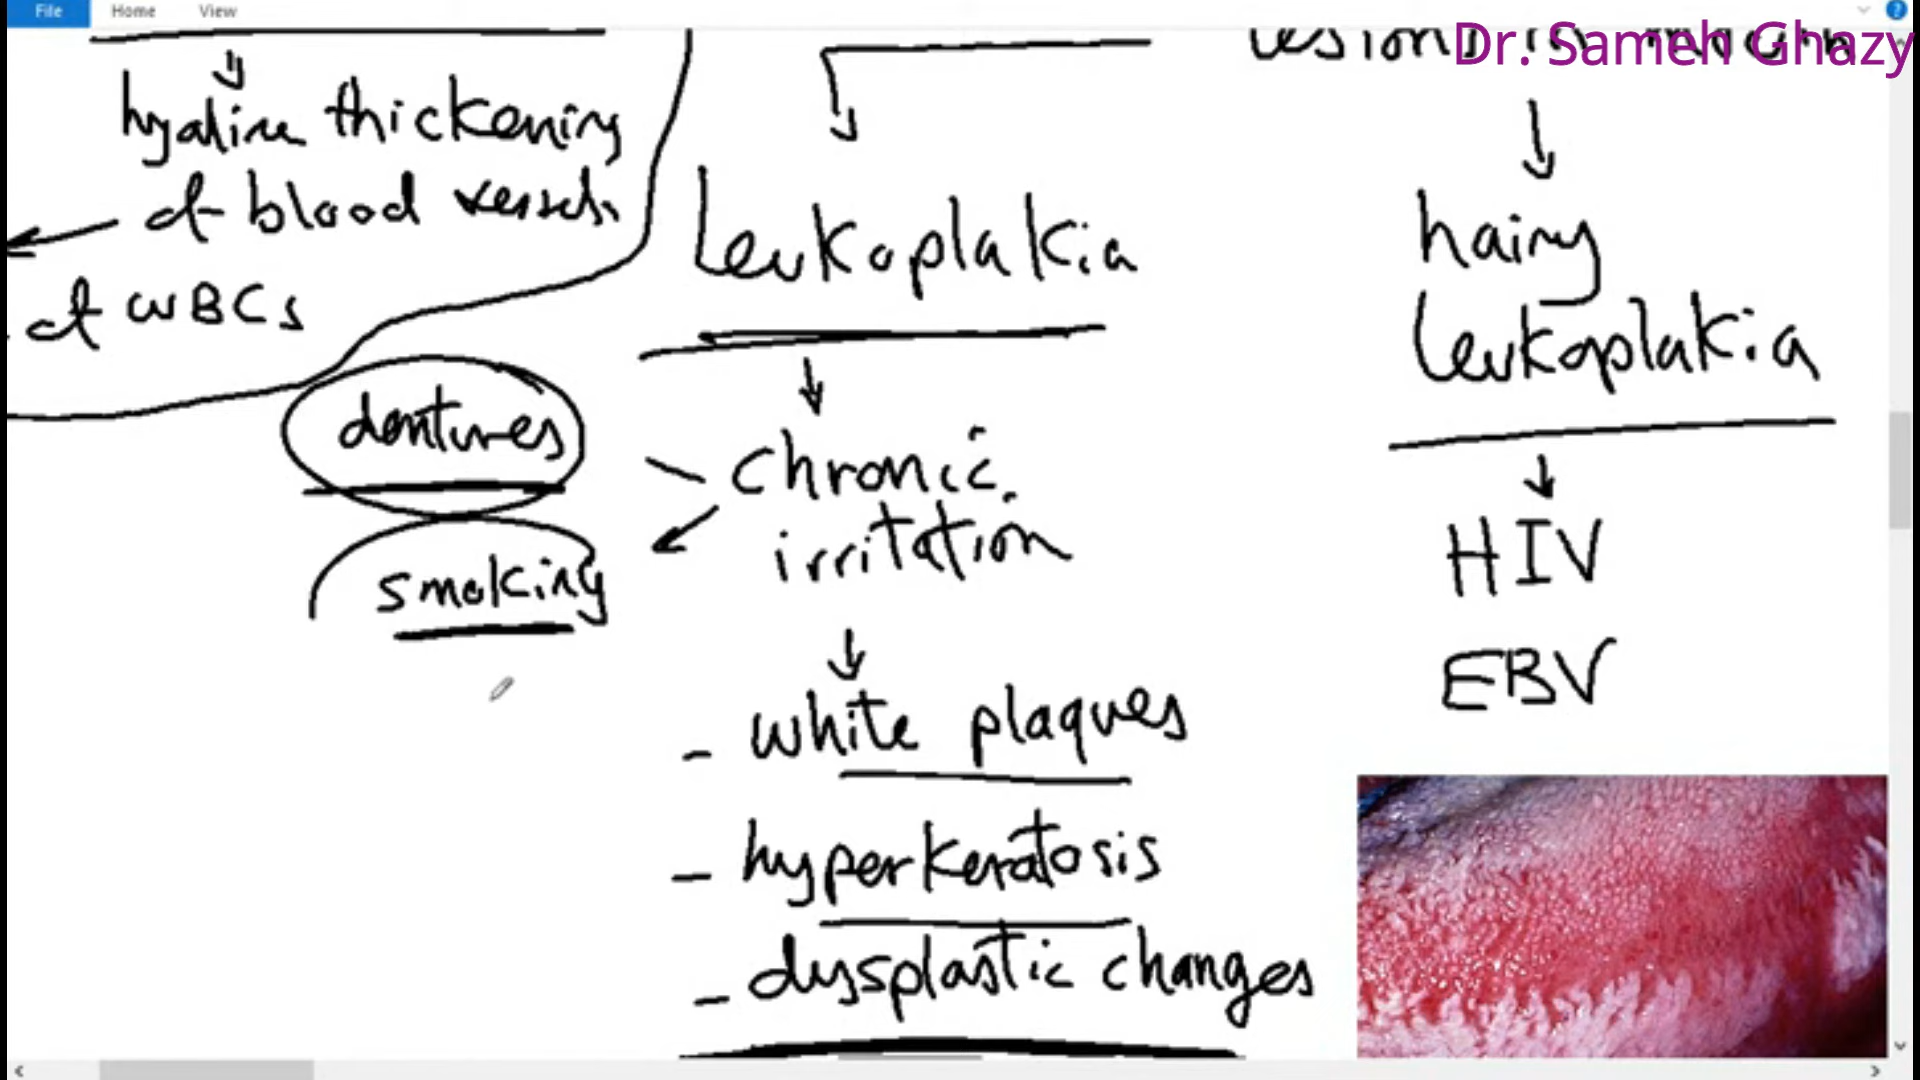 File Home View
Dr. Sameh Ghazy
hyaline thickening
of blood vessels
of WBCs
dentures
smoking
Leukoplakia
chronic
irritation
- white plaques
- hyperkeratosis
- dysplastic changes
hairy
leukoplakia
HIV
EBV